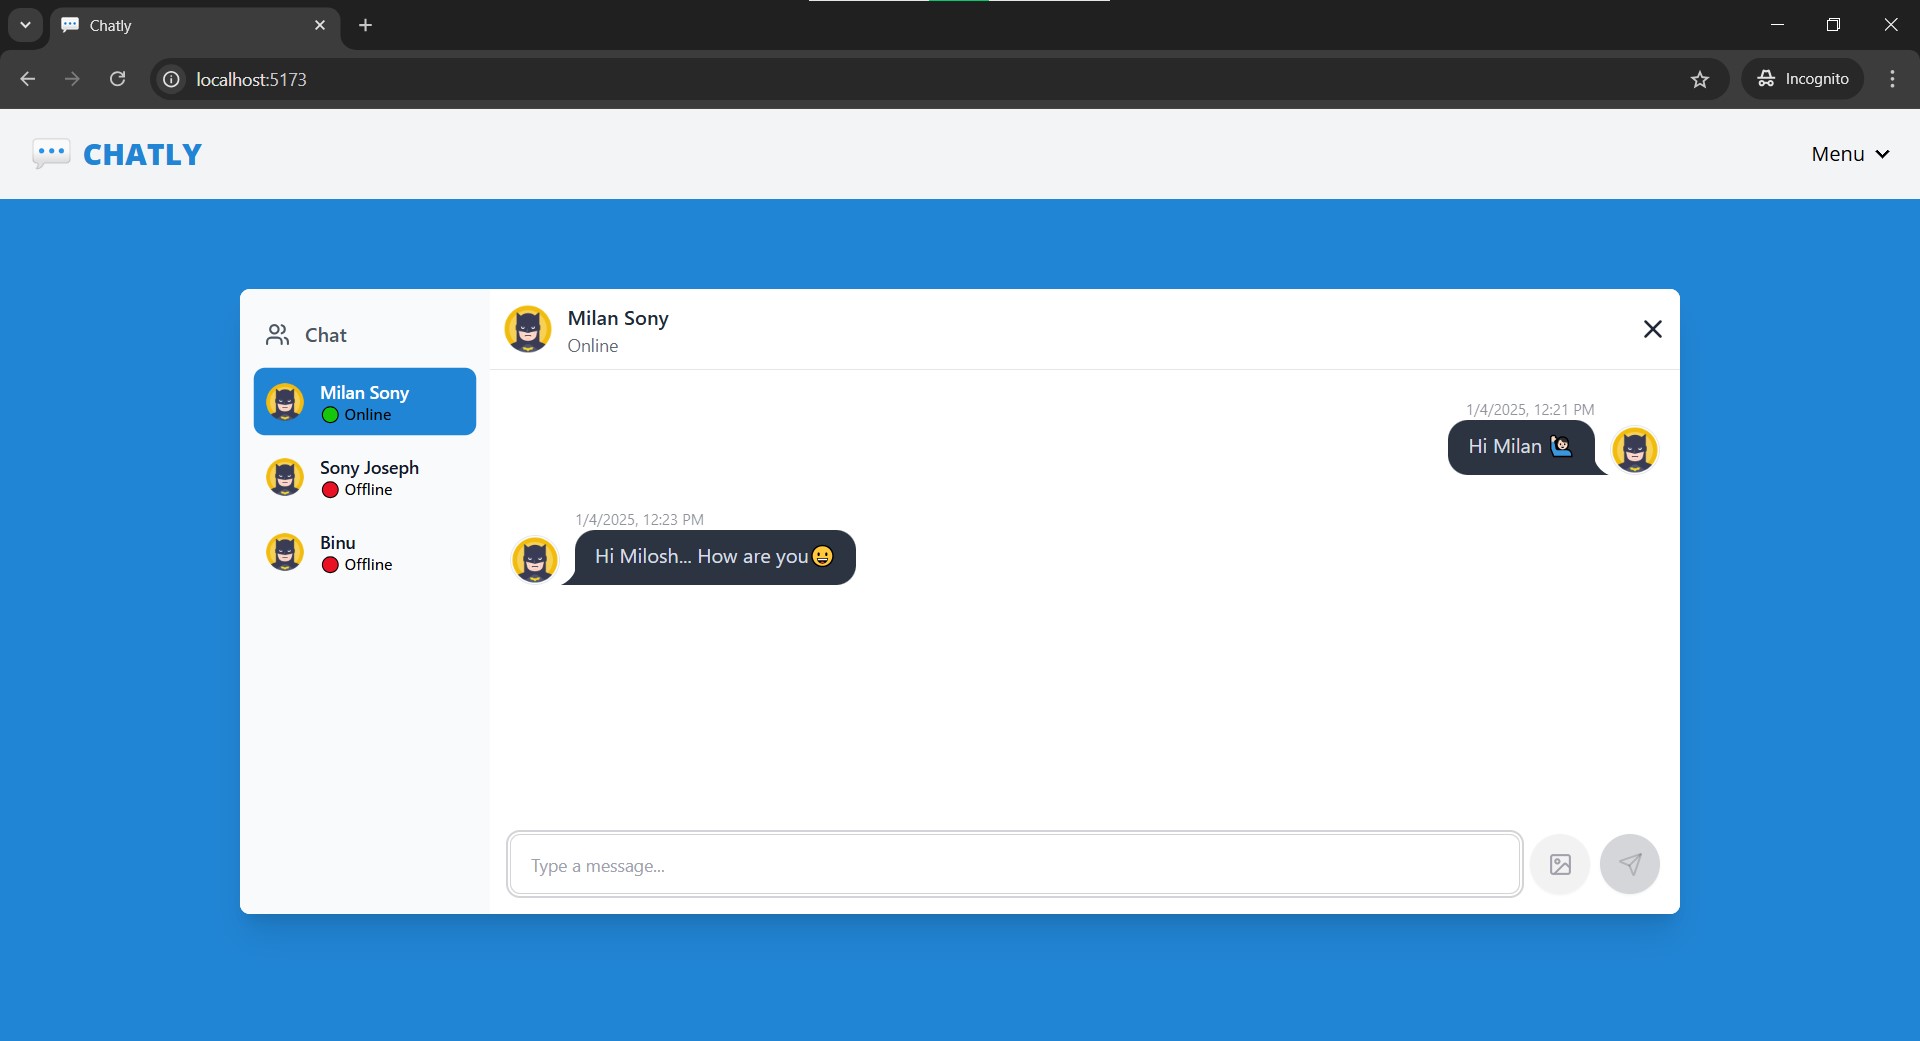 Chatly
localhost:5173
Incognito
CHATLY
Menu
Chat
Milan Sony
Online
Sony Joseph
Offline
Binu
Offline
Milan Sony
Online
1/4/2025, 12:21 PM
Hi Milan 🙋🏻
1/4/2025, 12:23 PM
Hi Milosh... How are you😀
Type a message...